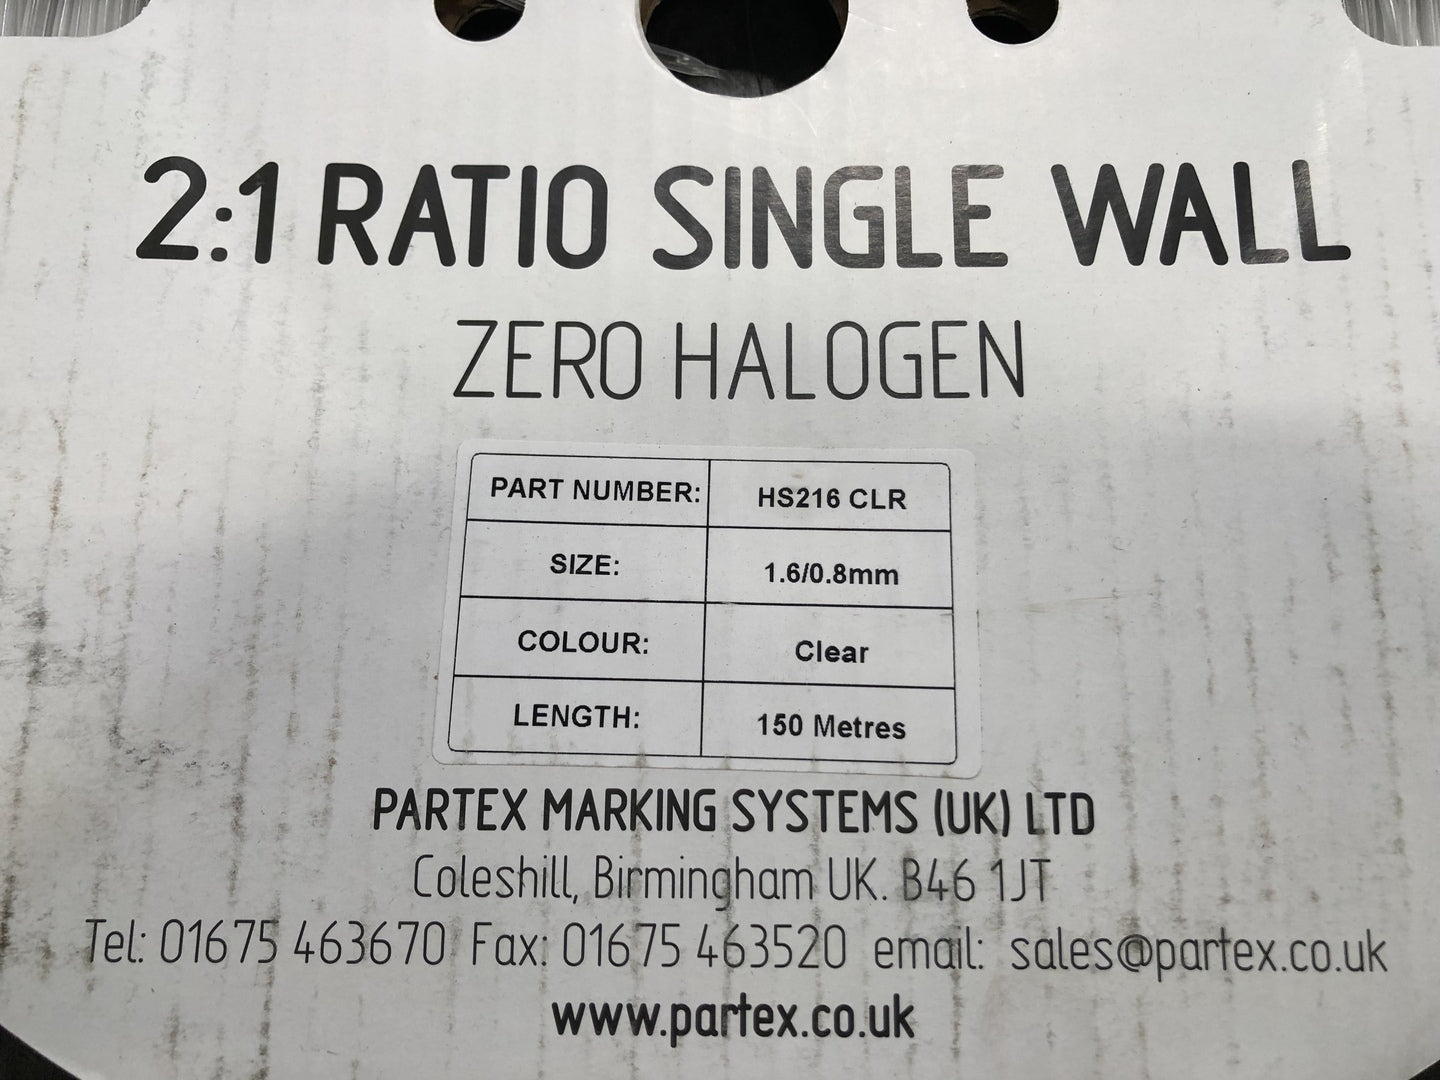 2:1 RATIO SINGLE WALL
ZERO HALOGEN
PART NUMBER: HS216 CLR
SIZE: 1.6/0.8mm
COLOUR: Clear
LENGTH: 150 Metres
PARTEX MARKING SYSTEMS (UK) LTD
Coleshill, Birmingham UK. B46 1JT
Tel: 01675 463670 Fax: 01675 463520 email: sales@partex.co.uk
www.partex.co.uk